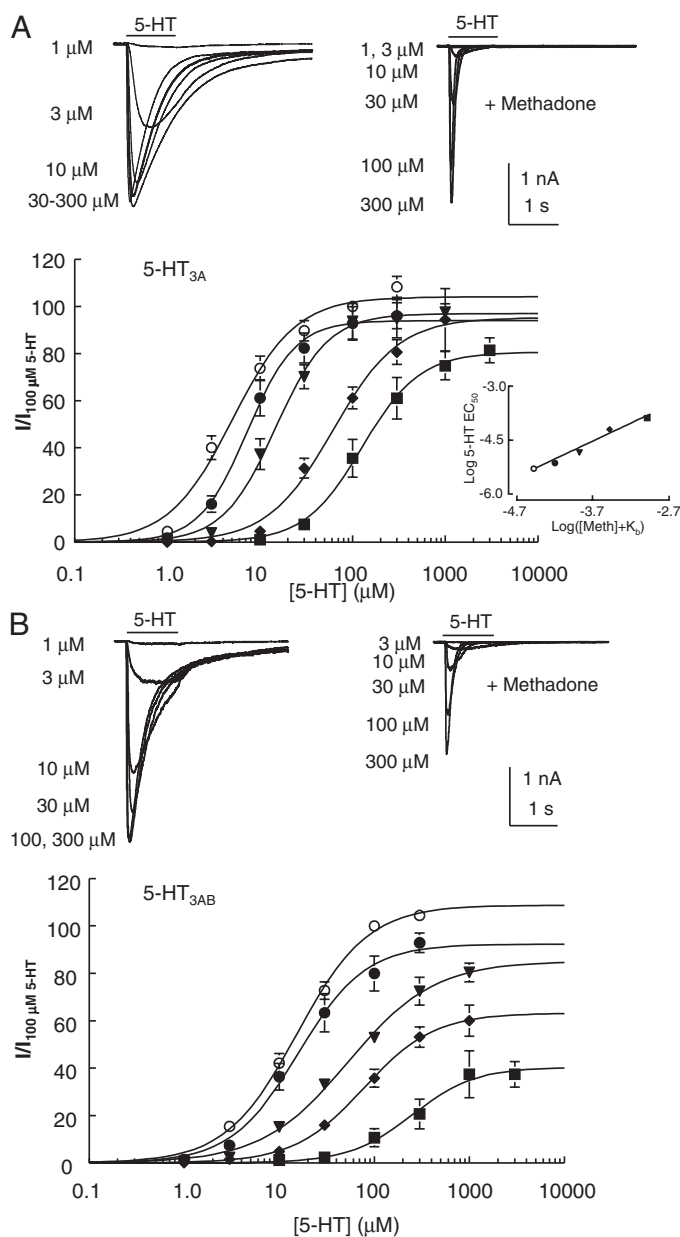 A
5-HT
1 μM
3 μM
10 μM
30-300 μM
5-HT
1, 3 μM
10 μM
30 μM
+ Methadone
100 μM
300 μM
1 nA
1 s
5-HT3A
I/I100 μM 5-HT
120
100
80
60
40
20
0
0.1
1.0
10
100
1000
10000
[5-HT] (μM)
Log 5-HT EC50
-3.0
-4.5
-6.0
-4.7
-3.7
-2.7
Log([Meth]+Kb)
B
5-HT
1 μM
3 μM
10 μM
30 μM
100, 300 μM
5-HT
3 μM
10 μM
30 μM
+ Methadone
100 μM
300 μM
1 nA
1 s
5-HT3AB
I/I100 μM 5-HT
120
100
80
60
40
20
0
0.1
1.0
10
100
1000
10000
[5-HT] (μM)